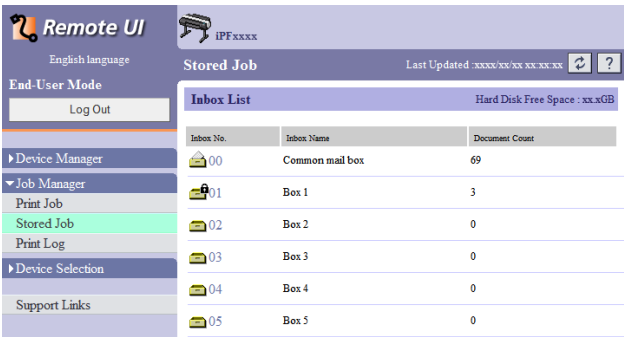 Remote UI
English language
End-User Mode
Log Out
Device Manager
Job Manager
Print Job
Stored Job
Print Log
Device Selection
Support Links
iPFxxxx
Stored Job
Last Updated :xxxx/xx/xx xx:xx:xx ?
Inbox List Hard Disk Free Space : xx.xGB
Inbox No. Inbox Name Document Count
00 Common mail box 69
01 Box 1 3
02 Box 2 0
03 Box 3 0
04 Box 4 0
05 Box 5 0